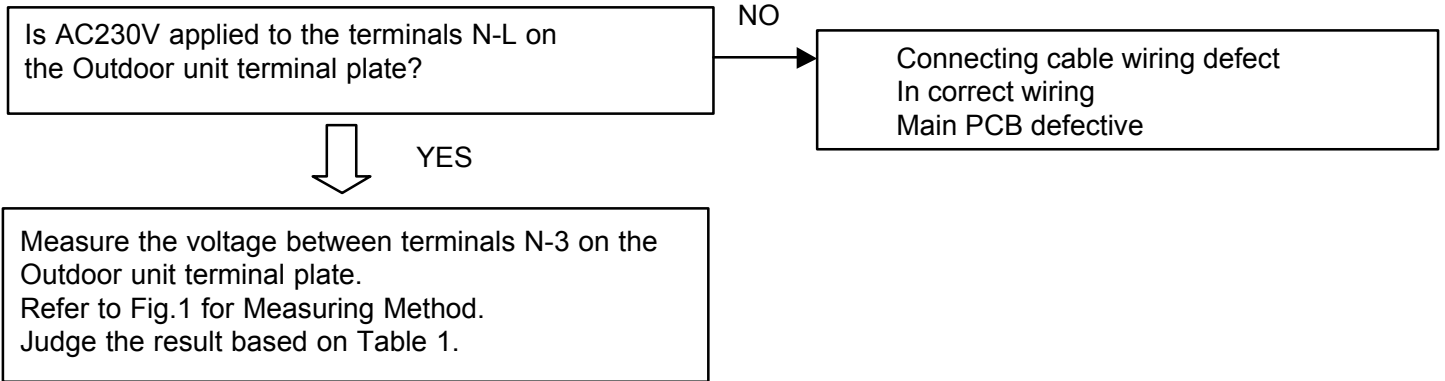 Is AC230V applied to the terminals N-L on
the Outdoor unit terminal plate?
NO
Connecting cable wiring defect
In correct wiring
Main PCB defective
YES
Measure the voltage between terminals N-3 on the
Outdoor unit terminal plate.
Refer to Fig.1 for Measuring Method.
Judge the result based on Table 1.